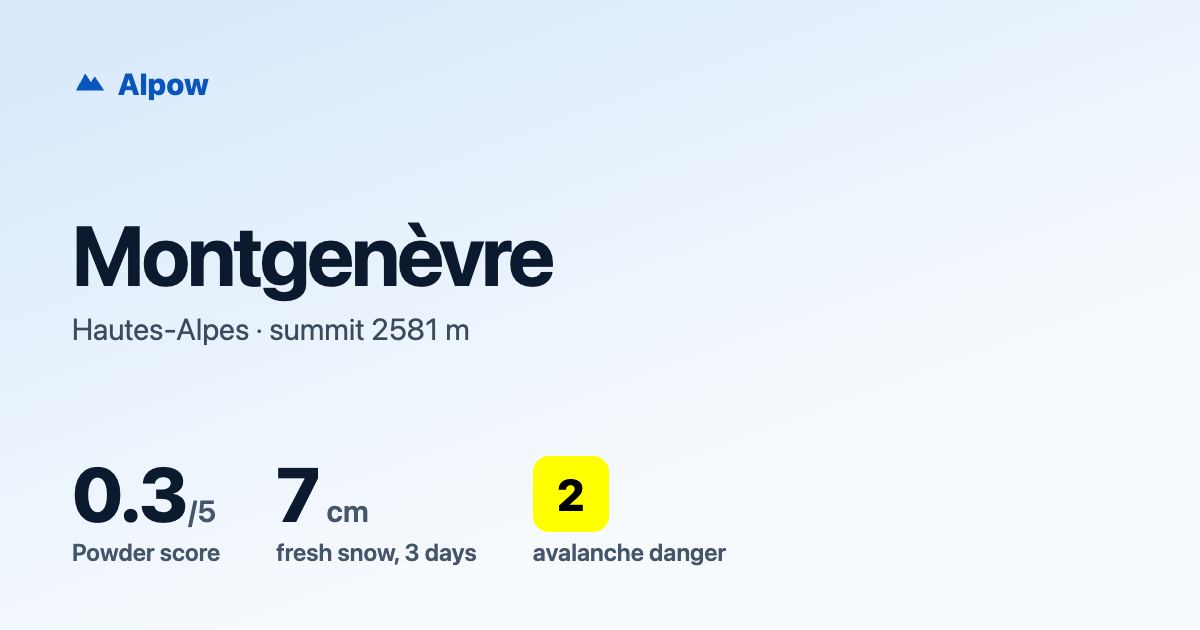 Alpow
Montgenèvre
Hautes-Alpes · summit 2581 m
0.3/5 7 cm 2
Powder score fresh snow, 3 days avalanche danger